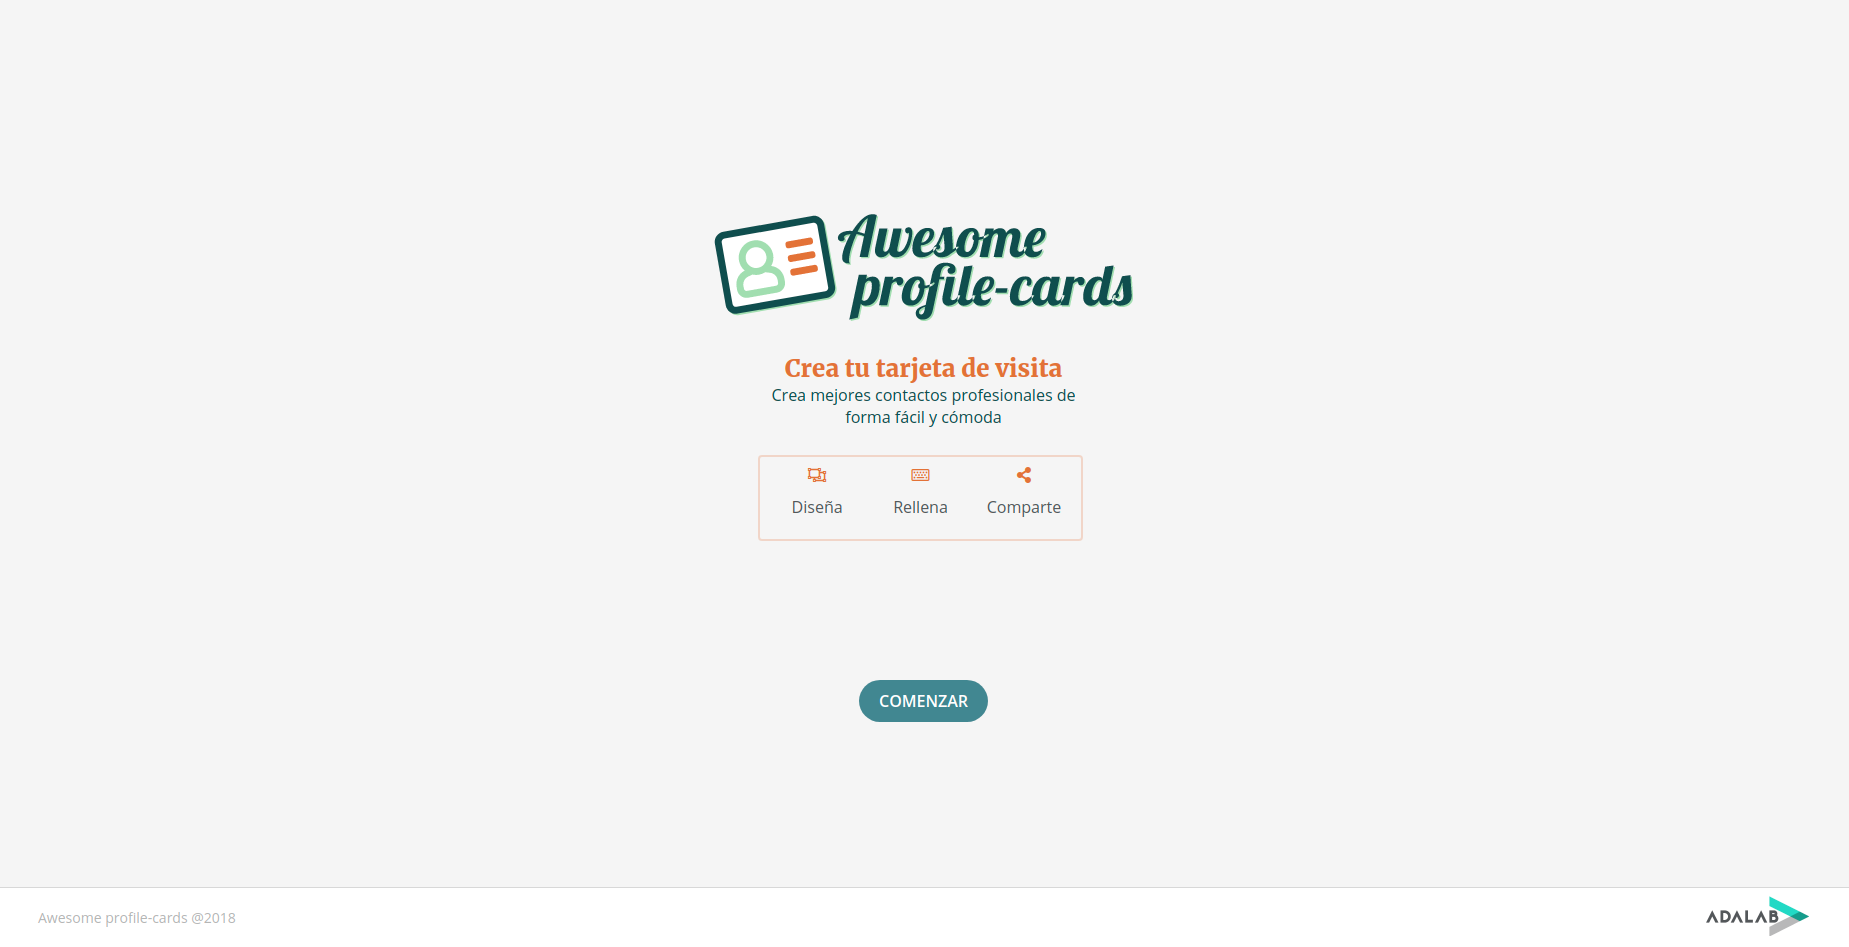 Awesome
profile-cards
Crea tu tarjeta de visita
Crea mejores contactos profesionales de
forma fácil y cómoda
Diseña
Rellena
Comparte
COMENZAR
Awesome profile-cards @2018
ADALAB